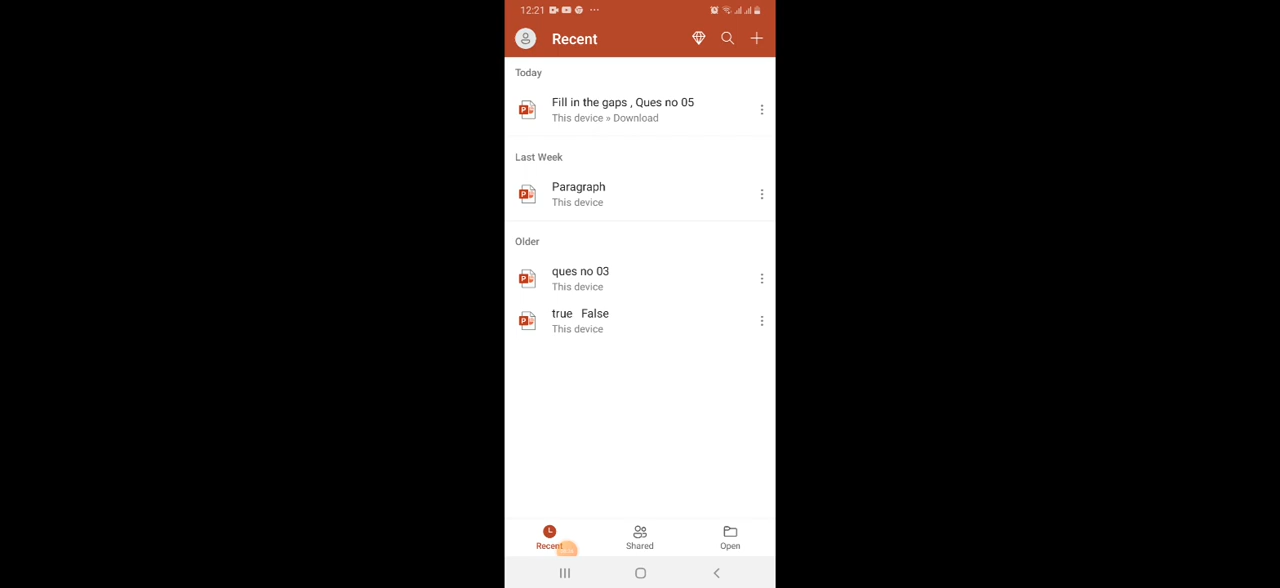 12:21
Recent
Today
Fill in the gaps , Ques no 05
This device » Download
Last Week
Paragraph
This device
Older
ques no 03
This device
true   False
This device
Recent
Shared
Open